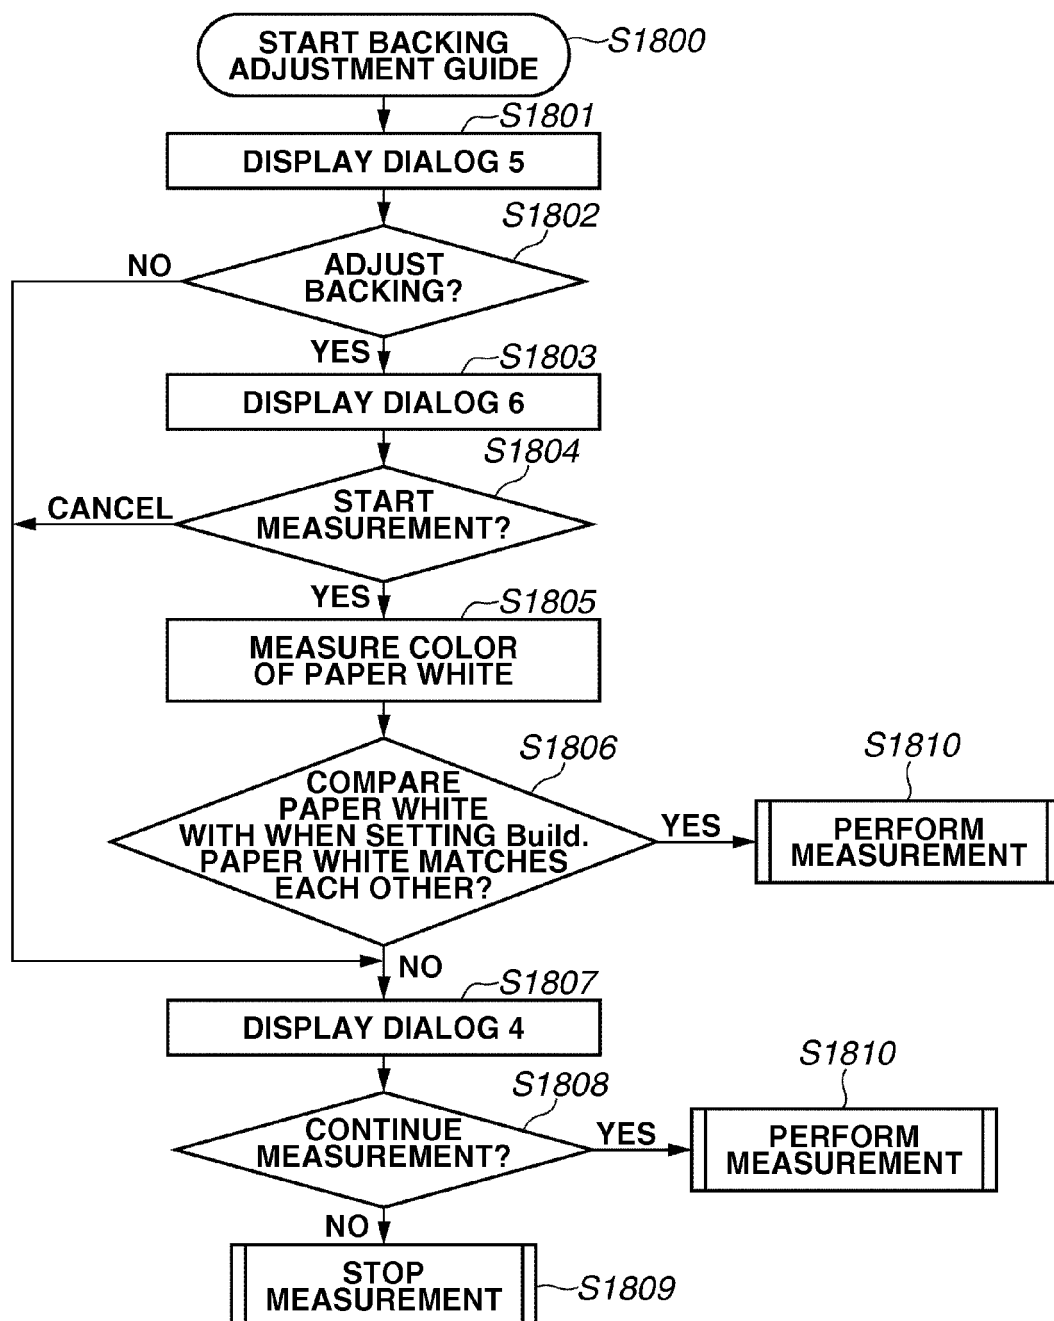 START BACKING
ADJUSTMENT GUIDE
S1800
S1801
DISPLAY DIALOG 5
S1802
NO
ADJUST
BACKING?
YES
S1803
DISPLAY DIALOG 6
S1804
CANCEL
START
MEASUREMENT?
YES
S1805
MEASURE COLOR
OF PAPER WHITE
S1806
COMPARE
PAPER WHITE
WITH WHEN SETTING Build.
PAPER WHITE MATCHES
EACH OTHER?
YES
S1810
PERFORM
MEASUREMENT
NO
S1807
DISPLAY DIALOG 4
S1808
CONTINUE
MEASUREMENT?
YES
S1810
PERFORM
MEASUREMENT
NO
STOP
MEASUREMENT
S1809